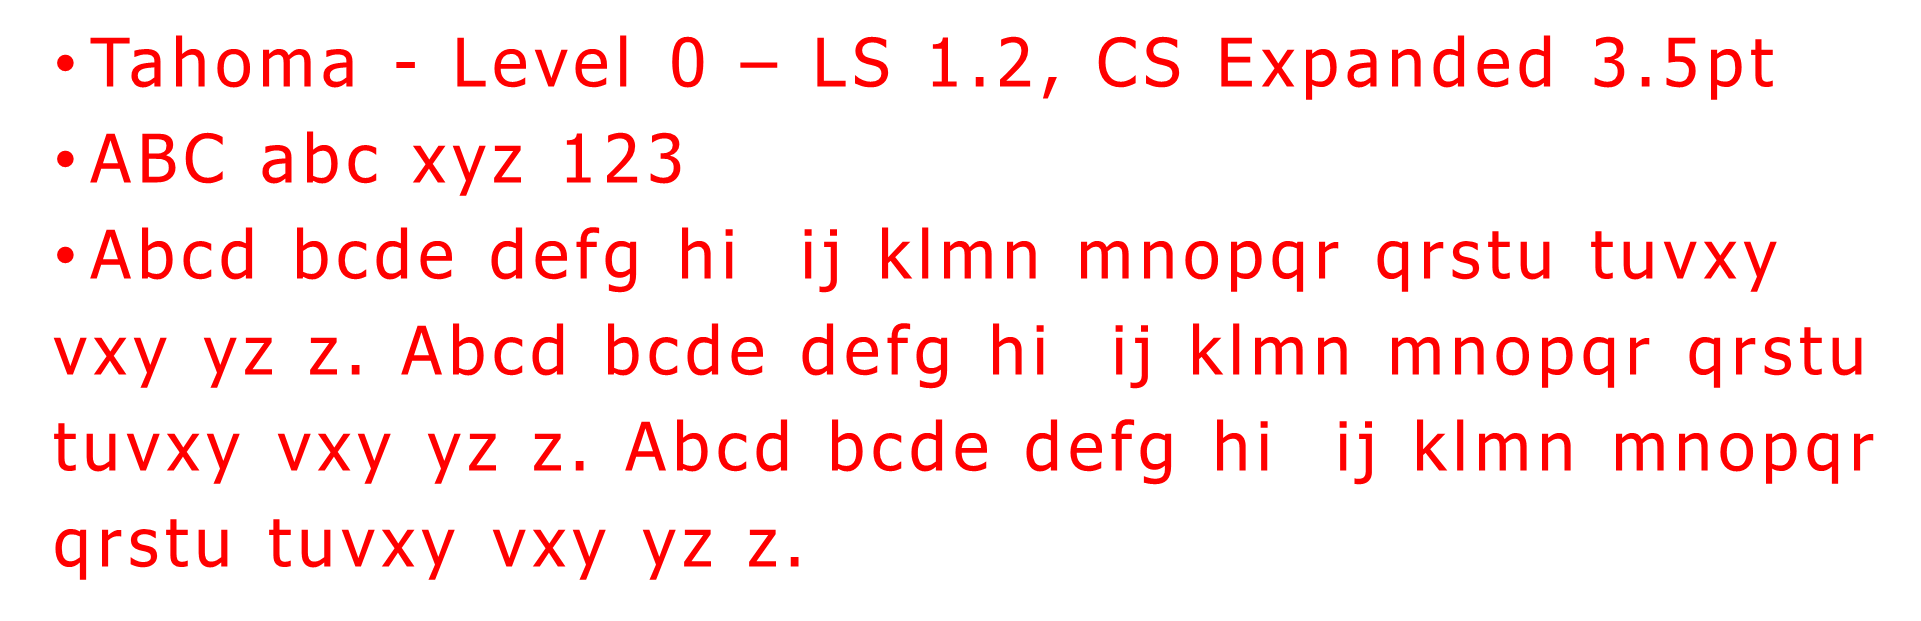 •Tahoma - Level 0 – LS 1.2, CS Expanded 3.5pt
•ABC abc xyz 123
•Abcd bcde defg hi  ij klmn mnopqr qrstu tuvxy
vxy yz z. Abcd bcde defg hi  ij klmn mnopqr qrstu
tuvxy vxy yz z. Abcd bcde defg hi  ij klmn mnopqr
qrstu tuvxy vxy yz z.